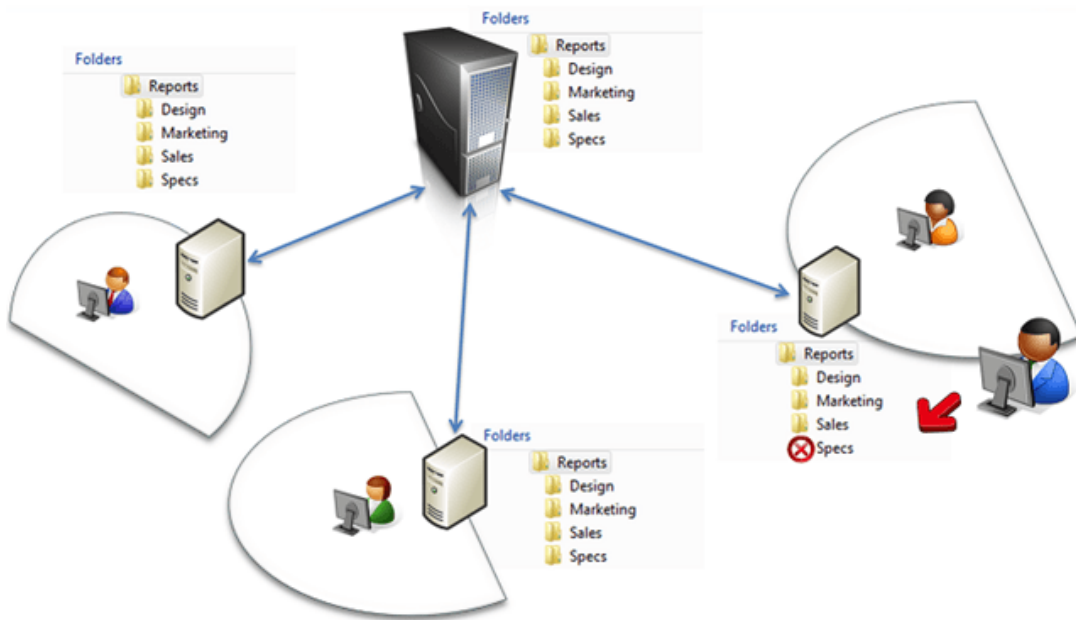 Folders
Reports
Design
Marketing
Sales
Specs
Folders
Reports
Design
Marketing
Sales
Specs
Folders
Reports
Design
Marketing
Sales
Specs
Folders
Reports
Design
Marketing
Sales
Specs